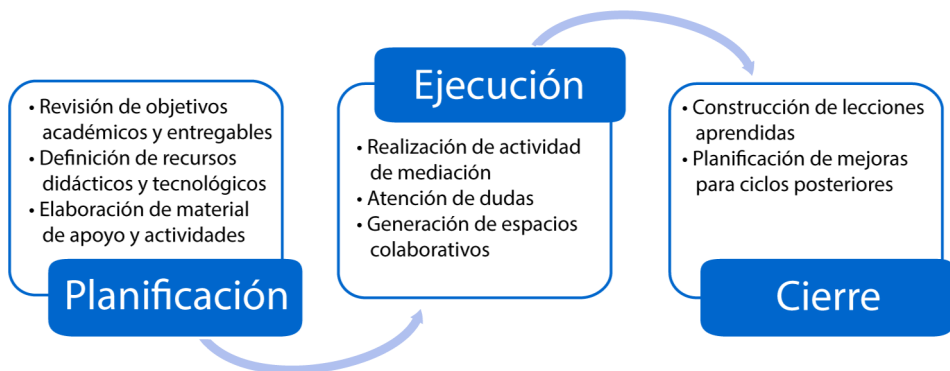 • Revisión de objetivos
académicos y entregables
• Definición de recursos
didácticos y tecnológicos
• Elaboración de material
de apoyo y actividades
Planificación
Ejecución
• Realización de actividad
de mediación
• Atención de dudas
• Generación de espacios
colaborativos
• Construcción de lecciones
aprendidas
• Planificación de mejoras
para ciclos posteriores
Cierre